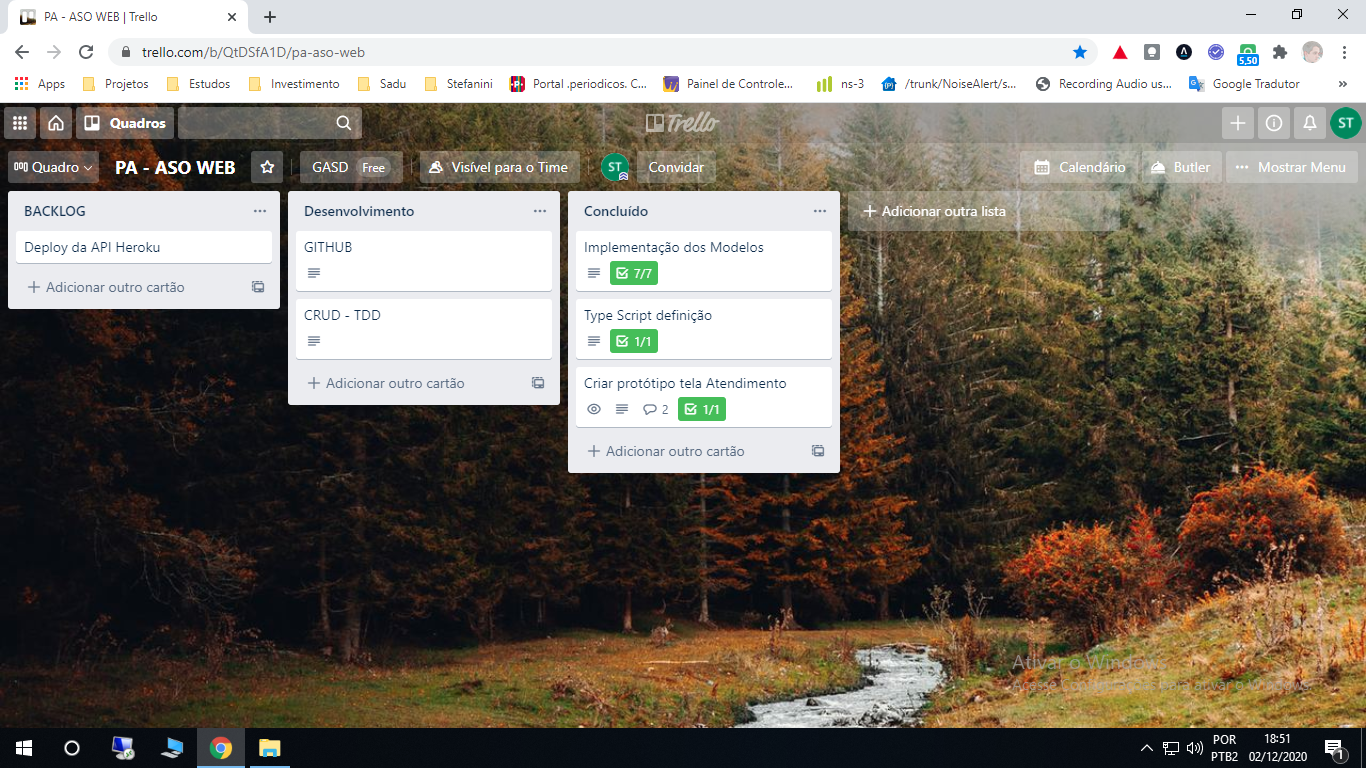 PA - ASO WEB | Trello
trello.com/b/QtDSfA1D/pa-aso-web
5,50
Apps
Projetos
Estudos
Investimento
Sadu
Stefanini
Portal .periodicos. C...
Painel de Controle...
ns-3
/trunk/NoiseAlert/s...
Recording Audio us...
Google Tradutor
»
Quadros
Trello
ST
Quadro
PA - ASO WEB
GASD Free
Visível para o Time
ST
Convidar
Calendário
Butler
Mostrar Menu
BACKLOG
Deploy da API Heroku
Adicionar outro cartão
Desenvolvimento
GITHUB
CRUD - TDD
Adicionar outro cartão
Concluído
Implementação dos Modelos
7/7
Type Script definição
1/1
Criar protótipo tela Atendimento
2
1/1
Adicionar outro cartão
Adicionar outra lista
Ativar o Windows
POR
PTB2
18:51
02/12/2020
1